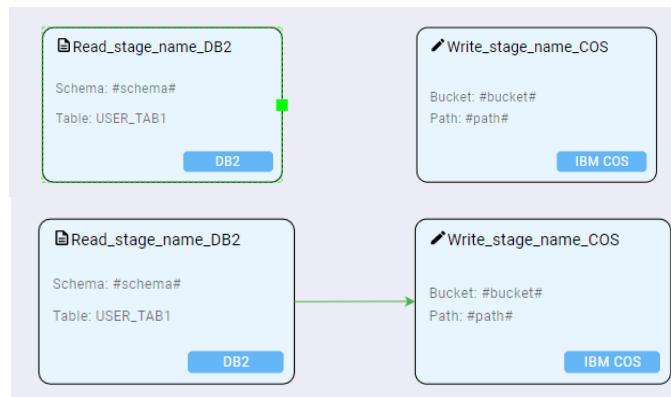 Read_stage_name_DB2
Schema: #schema#
Table: USER_TAB1
DB2
Write_stage_name_COS
Bucket: #bucket#
Path: #path#
IBM COS
Read_stage_name_DB2
Schema: #schema#
Table: USER_TAB1
DB2
Write_stage_name_COS
Bucket: #bucket#
Path: #path#
IBM COS